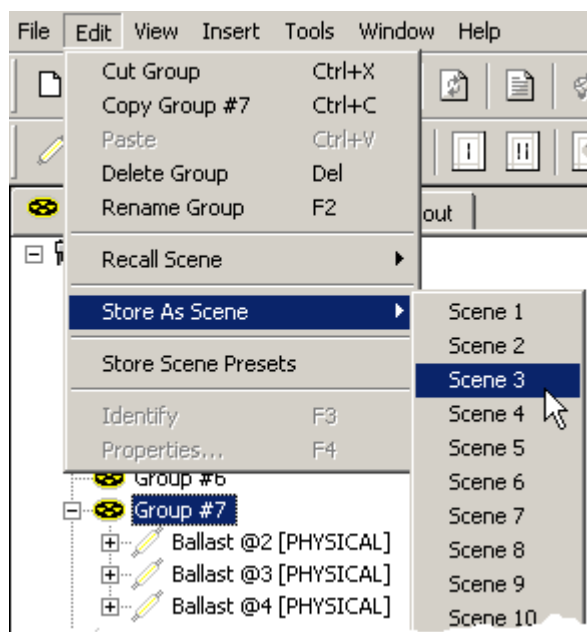 File Edit View Insert Tools Window Help
Cut Group Ctrl+X
Copy Group #7 Ctrl+C
Paste Ctrl+V
Delete Group Del
Rename Group F2
out
Recall Scene
Store As Scene
Store Scene Presets
Identify F3
Properties... F4
Scene 1
Scene 2
Scene 3
Scene 4
Scene 5
Scene 6
Scene 7
Scene 8
Scene 9
Scene 10
Group #6
Group #7
Ballast @2 [PHYSICAL]
Ballast @3 [PHYSICAL]
Ballast @4 [PHYSICAL]